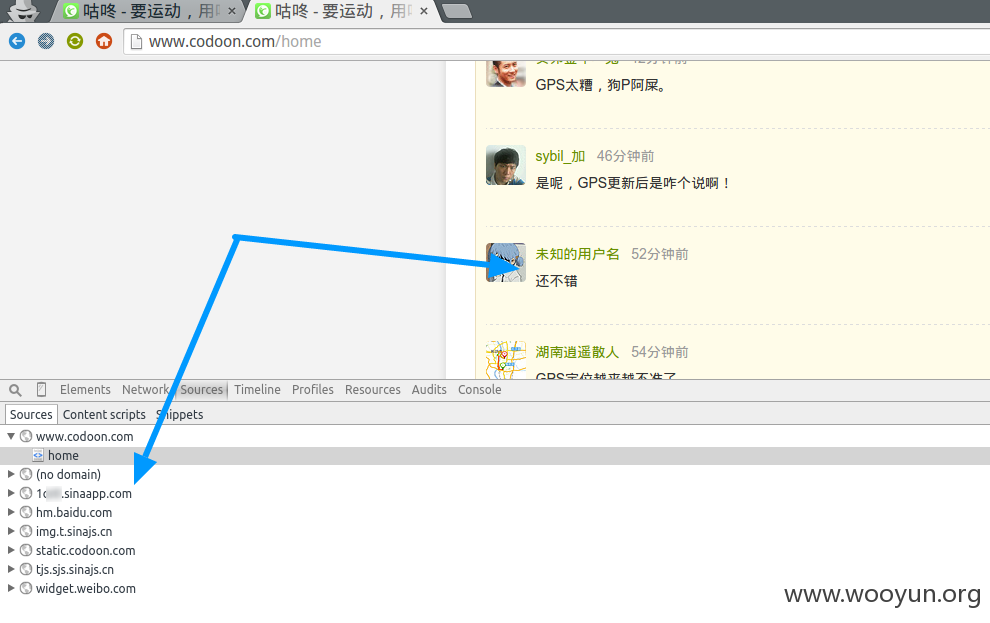 咕咚 - 要运动，用
咕咚 - 要运动，用
www.codoon.com/home
42分钟前
GPS太糟，狗P阿屎。
sybil_加 46分钟前
是呢，GPS更新后是咋个说啊！
未知的用户名 52分钟前
还不错
湖南逍遥散人 54分钟前
GPS定位越来越不准了
Elements Network Sources Timeline Profiles Resources Audits Console
Sources Content scripts Snippets
www.codoon.com
home
(no domain)
.sinaapp.com
hm.baidu.com
img.t.sinajs.cn
static.codoon.com
tjs.sjs.sinajs.cn
widget.weibo.com
www.wooyun.org